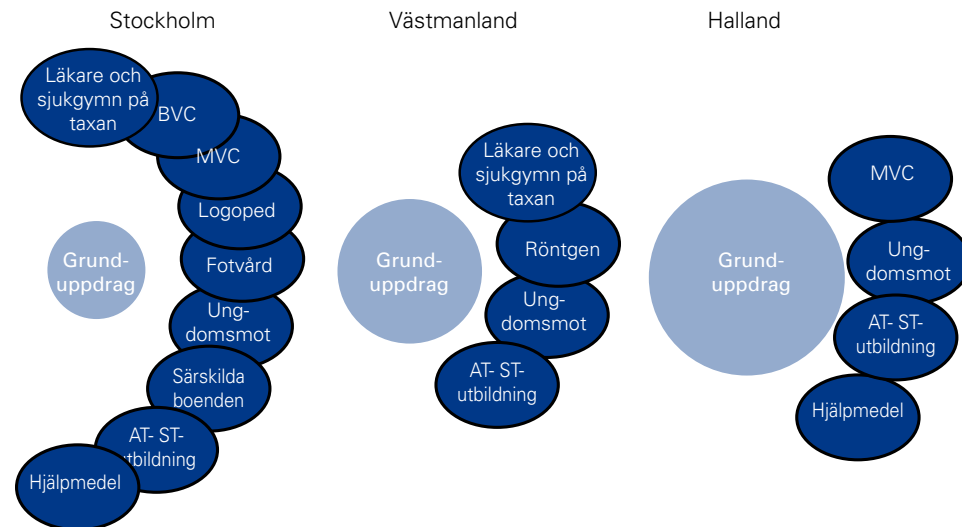 Stockholm
Läkare och
sjukgymn på
taxan
BVC
MVC
Logoped
Grund-
uppdrag
Fotvård
Ung-
domsmot
Särskilda
boenden
AT- ST-
utbildning
Hjälpmedel
Västmanland
Läkare och
sjukgymn på
taxan
Grund-
uppdrag
Röntgen
Ung-
domsmot
AT- ST-
utbildning
Halland
MVC
Grund-
uppdrag
Ung-
domsmot
AT- ST-
utbildning
Hjälpmedel